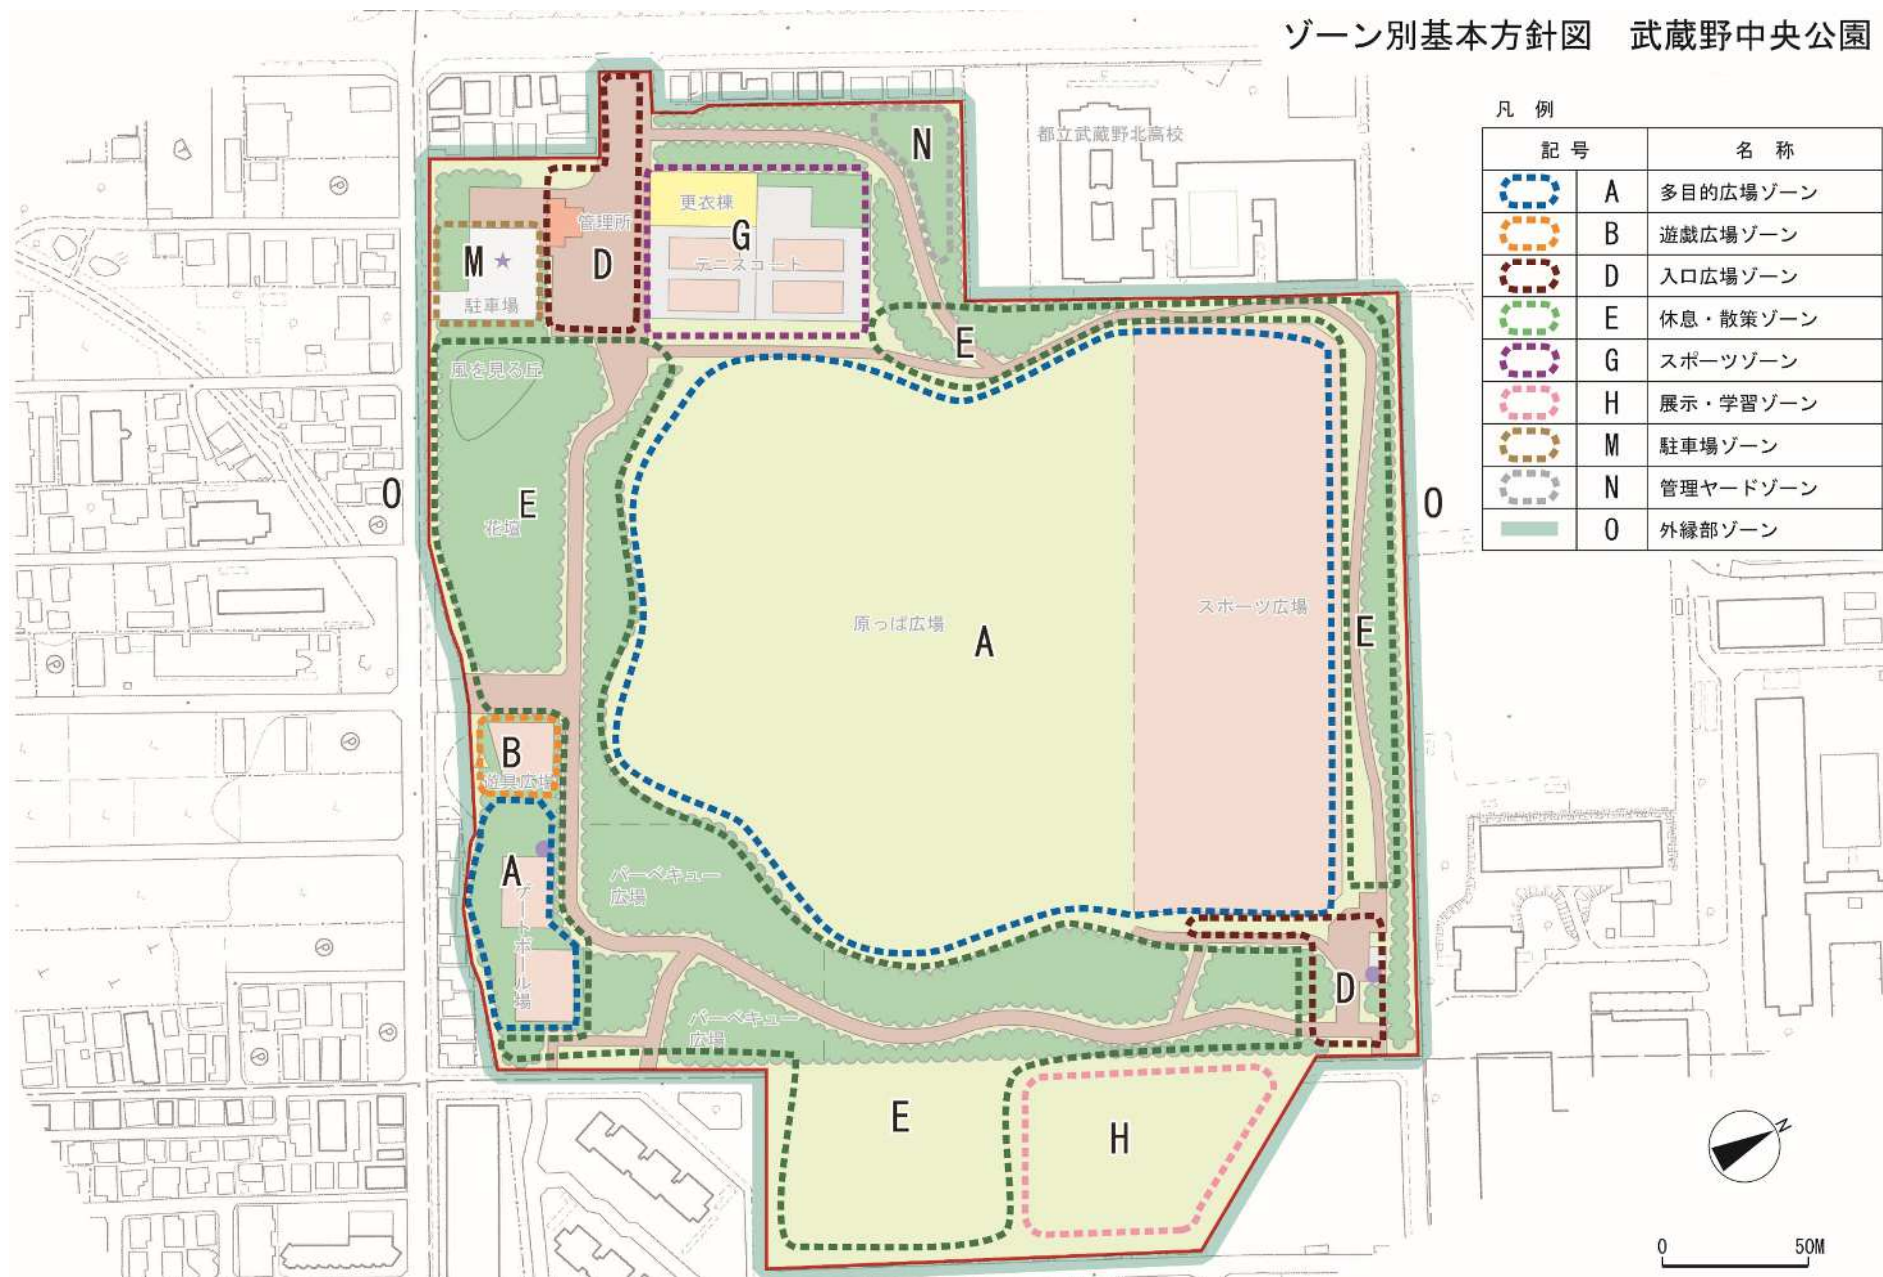 ゾーン別基本方針図 武蔵野中央公園
凡 例
記 号 名 称
A 多目的広場ゾーン
B 遊戯広場ゾーン
D 入口広場ゾーン
E 休息・散策ゾーン
G スポーツゾーン
H 展示・学習ゾーン
M 駐車場ゾーン
N 管理ヤードゾーン
O 外縁部ゾーン
都立武蔵野北高校
N
更衣棟
管理所
G
テニスコート
M ★
D
駐車場
E
風を見る丘
O
E
花壇
O
スポーツ広場
原っぱ広場
A
E
B
遊具広場
A
ゲートボール場
バーベキュー
広場
D
バーベキュー
広場
E
H
N
0 50M